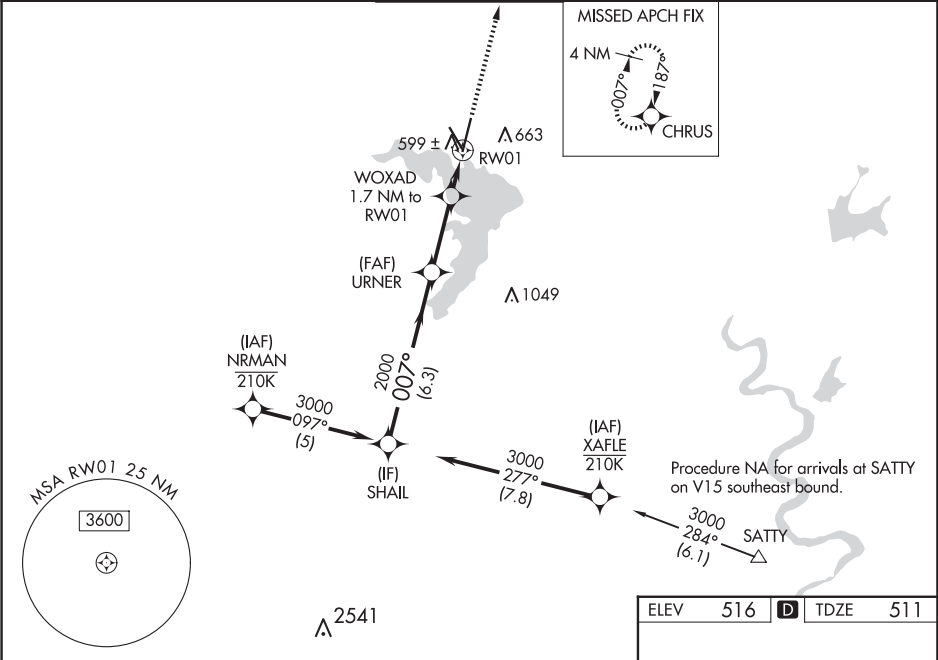 MISSED APCH FIX
4 NM
007°
187°
CHRUS
599 ±
663
RW01
WOXAD
1.7 NM to
RW01
(FAF)
URNER
1049
(IAF)
NRMAN
210K
2000
007°
(6.3)
3000
097°
(5)
(IF)
SHAIL
(IAF)
XAFLE
210K
3000
277°
(7.8)
Procedure NA for arrivals at SATTY
on V15 southeast bound.
3000
284°
(6.1)
SATTY
MSA RW01 25 NM
3600
2541
ELEV 516 D TDZE 511